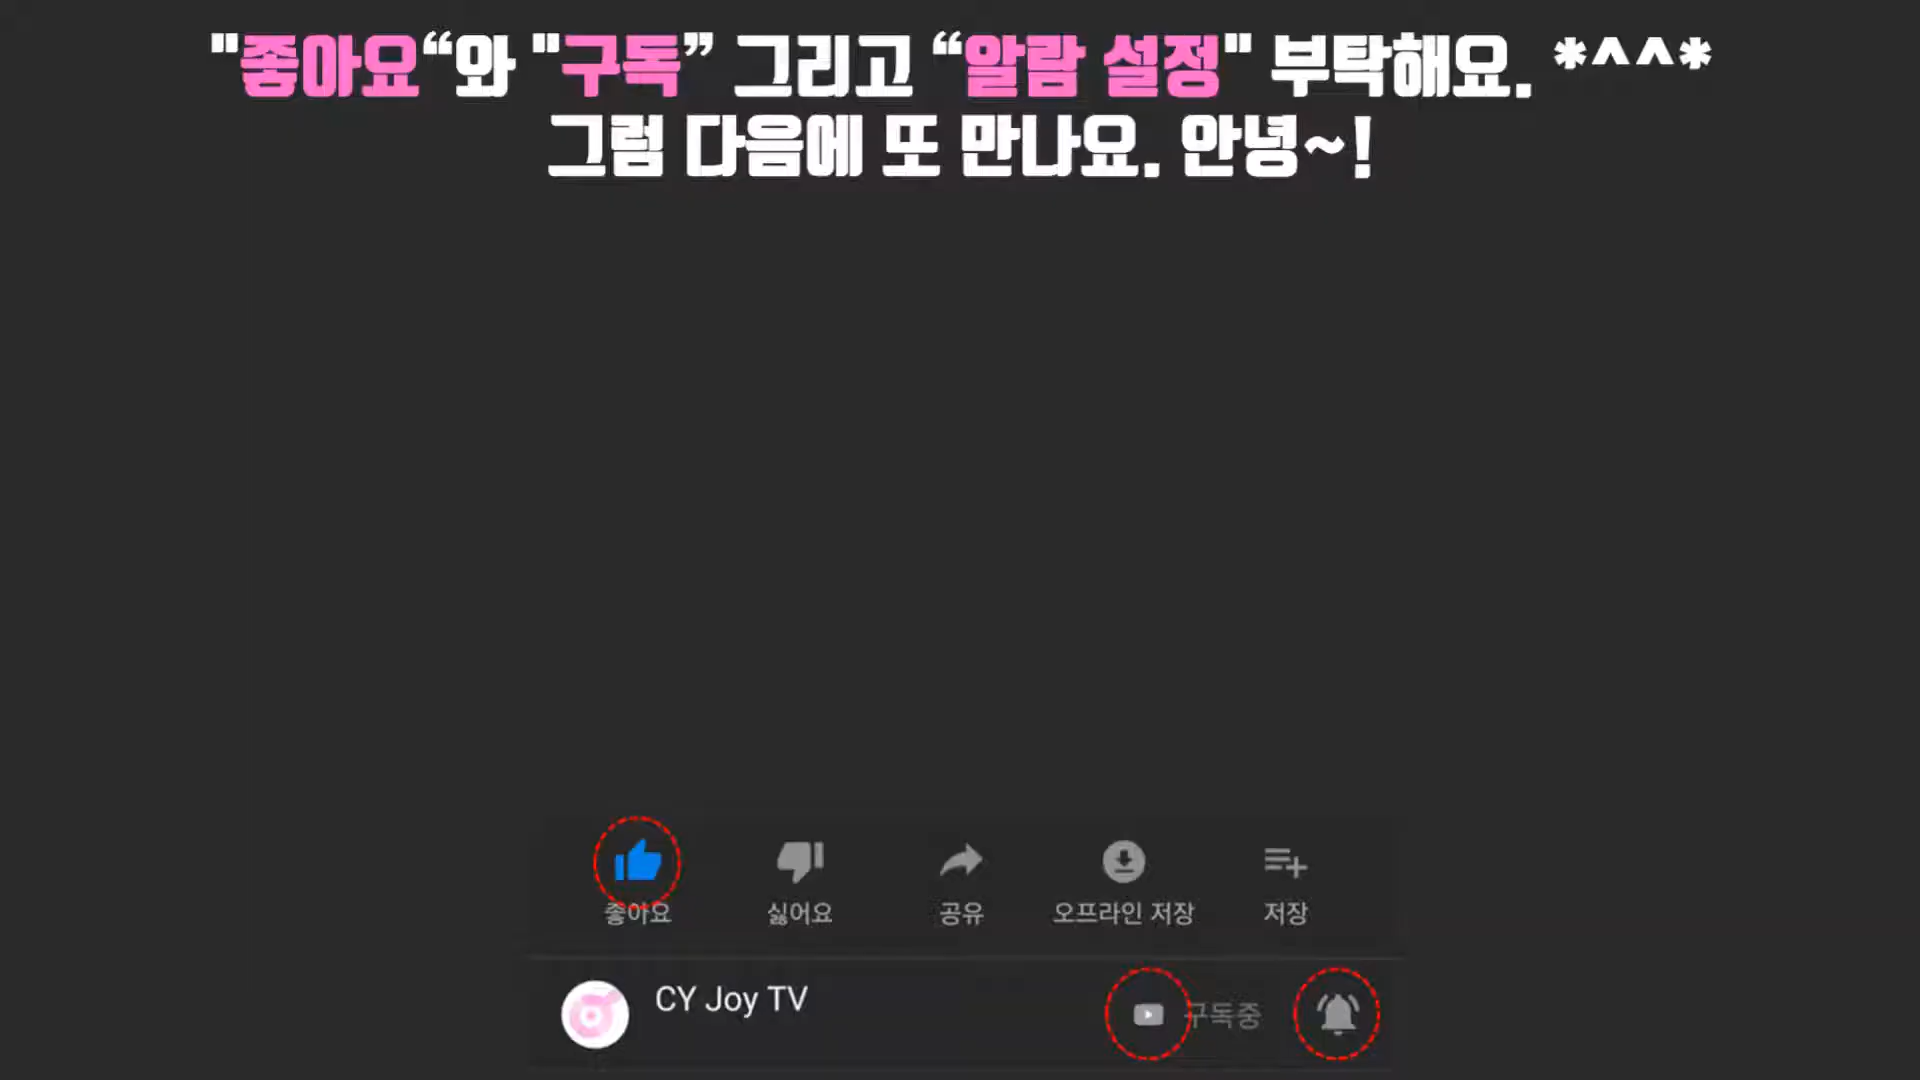 "좋아요“와 "구독” 그리고 “알람 설정" 부탁해요. *^^*
그럼 다음에 또 만나요. 안녕~!
좋아요 싫어요 공유 오프라인 저장 저장
CY Joy TV 구독중